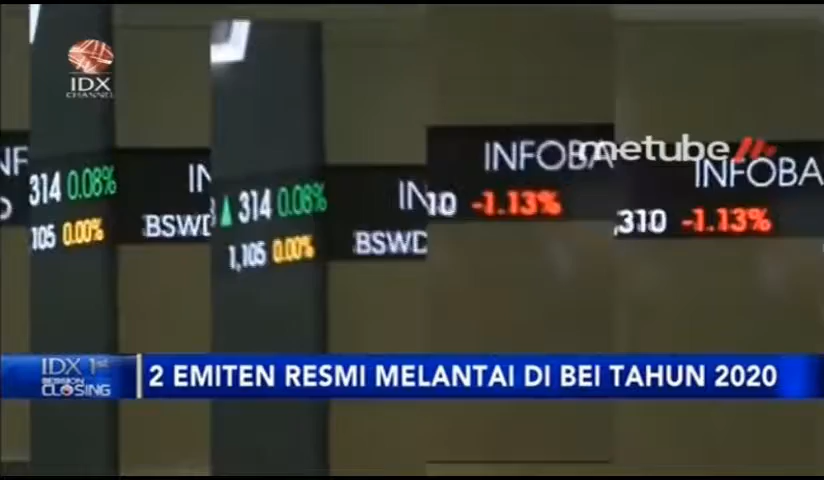 IDX
CHANNEL
metube
INF
314 0.08%
IN
▲ 314 0.08%
IN
10 -1.13%
INFOBA
,310 -1.13%
INFOBA
105 0.00%
BSWD
1,105 0.00%
BSWD
IDX 1st
SESSION
CLOSING
2 EMITEN RESMI MELANTAI DI BEI TAHUN 2020